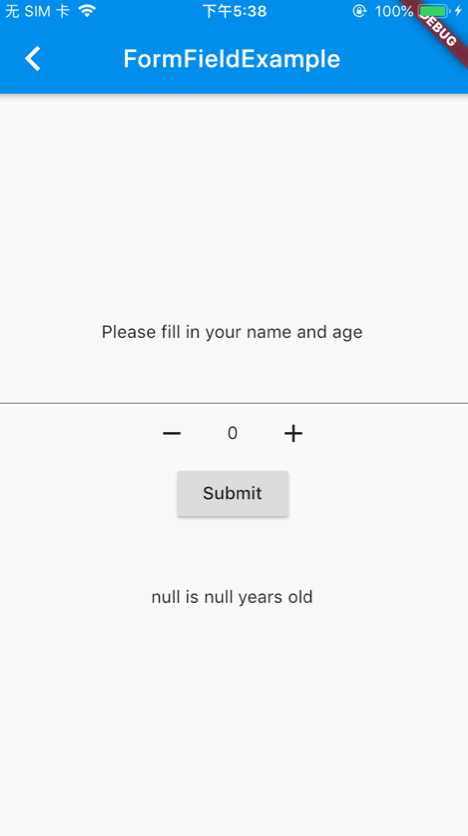 无 SIM 卡 下午5:38 100%
DEBUG
FormFieldExample
Please fill in your name and age
0
Submit
null is null years old